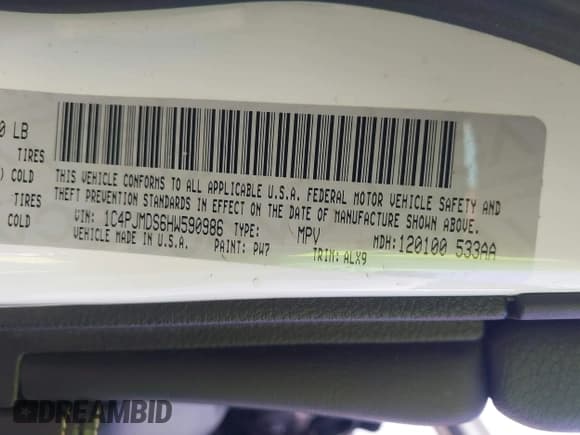 0 LB
TIRES
) COLD
TIRES
COLD
THIS VEHICLE CONFORMS TO ALL APPLICABLE U.S.A. FEDERAL MOTOR VEHICLE SAFETY AND
THEFT PREVENTION STANDARDS IN EFFECT ON THE DATE OF MANUFACTURE SHOWN ABOVE.
VIN: 1C4PJMDS6HW590986 TYPE: MPV MDH:120100 533AA
VEHICLE MADE IN U.S.A. PAINT: PW7 TRIM: ALX9
DREAMBID